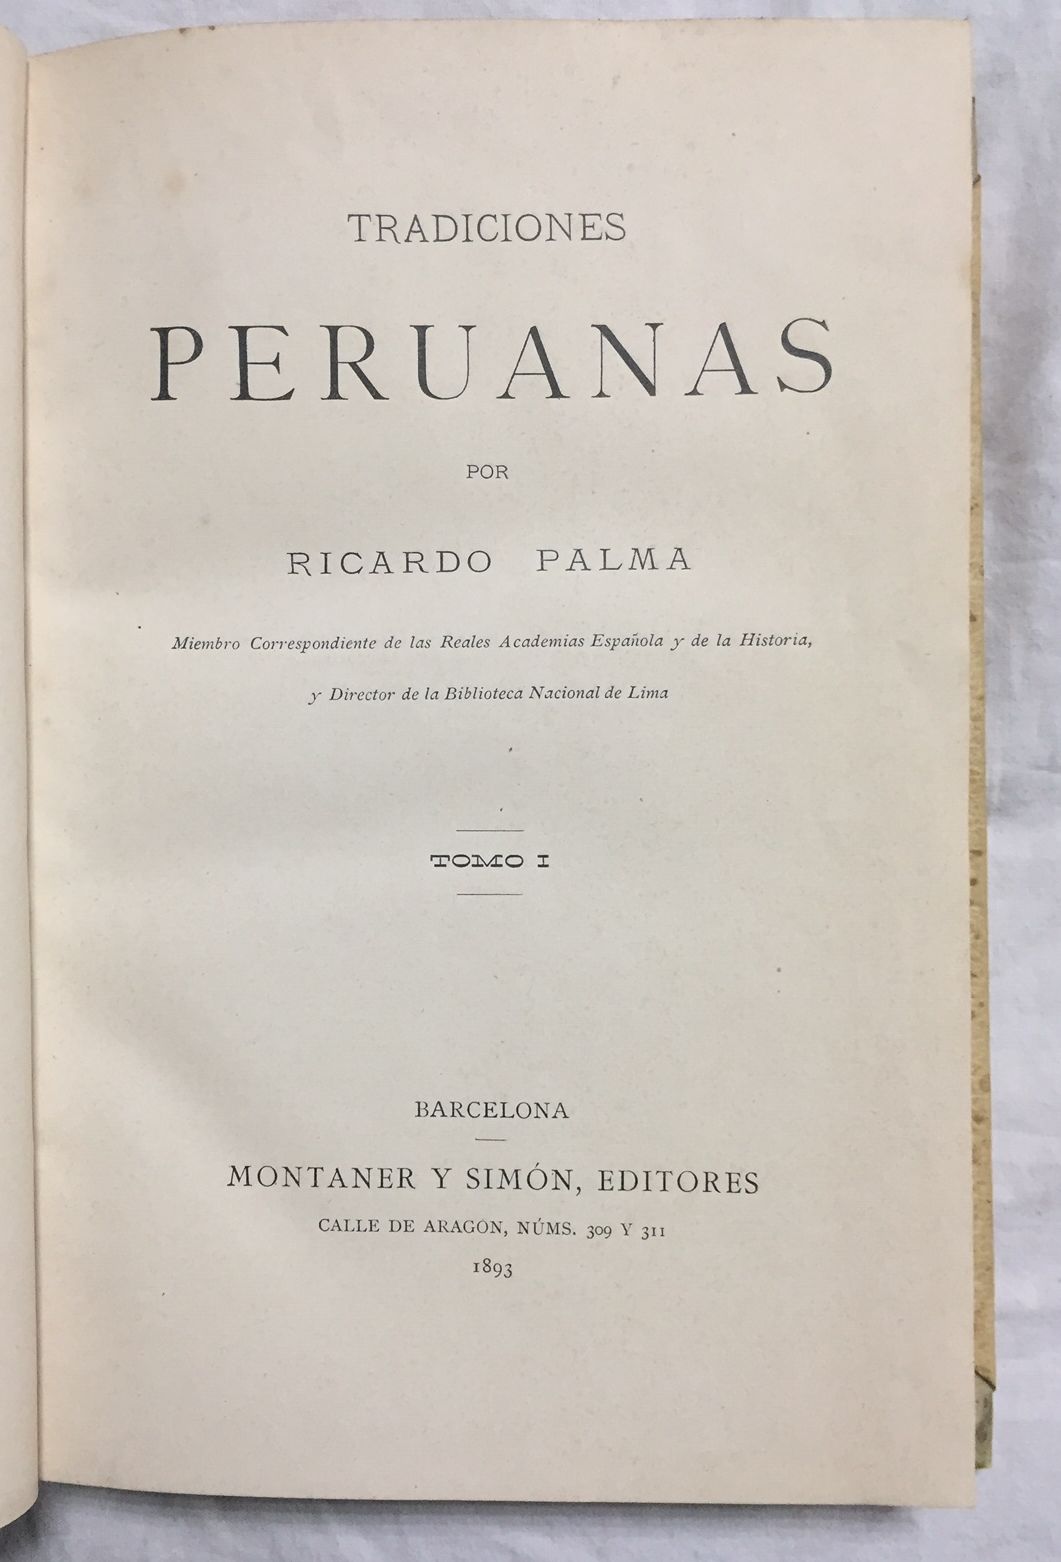 TRADICIONES
PERUANAS
POR
RICARDO PALMA
Miembro Correspondiente de las Reales Academias Española y de la Historia,
y Director de la Biblioteca Nacional de Lima
TOMO I
BARCELONA
MONTANER Y SIMÓN, EDITORES
CALLE DE ARAGÓN, NÚMS. 309 Y 311
1893